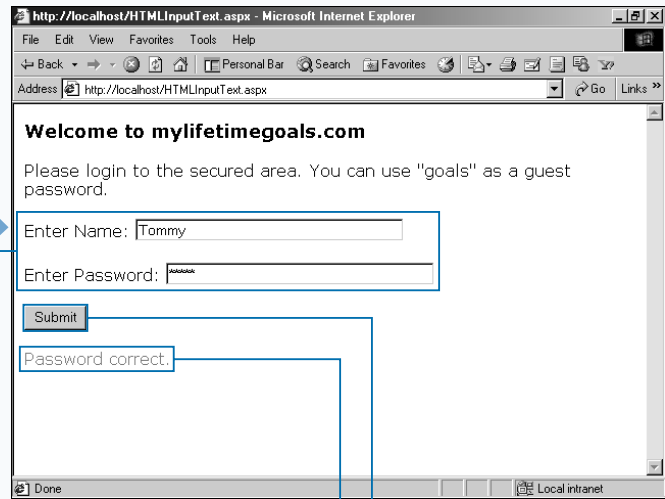 http://localhost/HTMLInputText.aspx - Microsoft Internet Explorer
File Edit View Favorites Tools Help
Back Personal Bar Search Favorites
Address http://localhost/HTMLInputText.aspx Go Links »
Welcome to mylifetimegoals.com
Please login to the secured area. You can use "goals" as a guest
password.
Enter Name: Tommy
Enter Password: *****
Submit
Password correct.
Done Local intranet